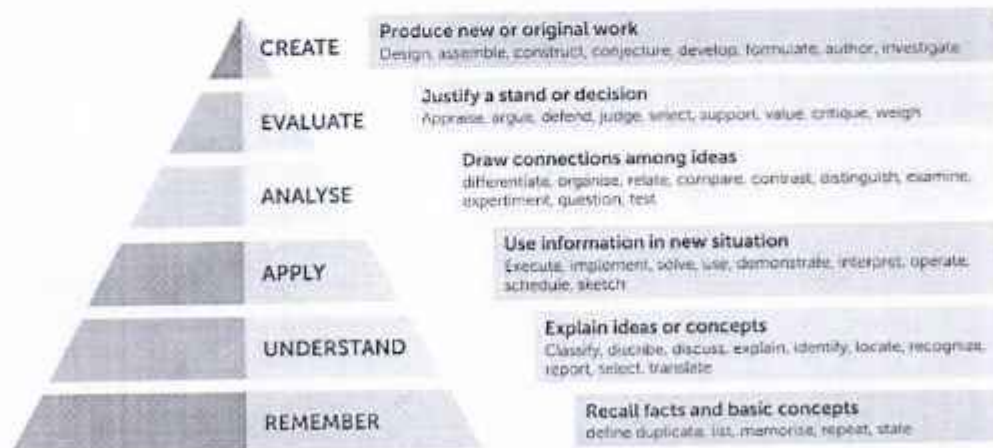 CREATE
Produce new or original work
Design, assemble, construct, conjecture, develop, formulate, author, investigate
EVALUATE
Justify a stand or decision
Appraise, argue, defend, judge, select, support, value, critique, weigh
ANALYSE
Draw connections among ideas
differentiate, organise, relate, compare, contrast, distinguish, examine,
expertiment, question, test
APPLY
Use information in new situation
Execute, implement, solve, use, demonstrate, interpret, operate,
schedule, sketch
UNDERSTAND
Explain ideas or concepts
Classify, discribe, discuss, explain, identify, locate, recognize,
report, select, translate
REMEMBER
Recall facts and basic concepts
define duplicate, list, memorise, repeat, state